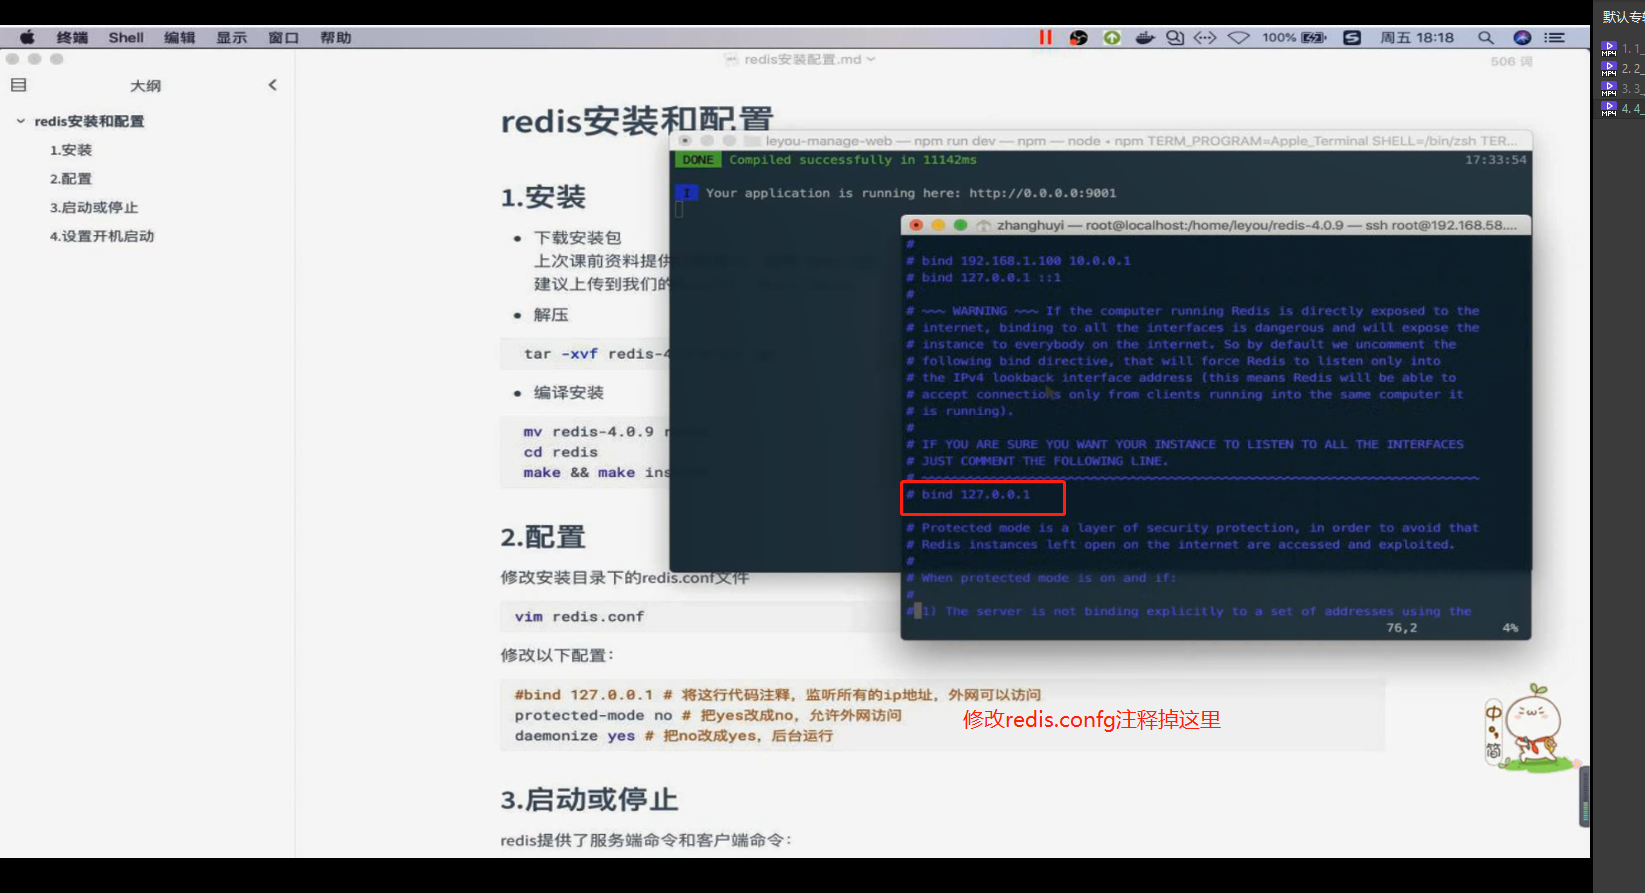 终端 Shell 编辑 显示 窗口 帮助
100%
周五 18:18
默认专
redis安装配置.md
506 词
大纲
redis安装和配置
1.安装
2.配置
3.启动或停止
4.设置开机启动
redis安装和配置
1.安装
下载安装包
上次课前资料提供
建议上传到我们的
解压
tar -xvf redis-4
编译安装
mv redis-4.0.9
cd redis
make && make ins
2.配置
修改安装目录下的redis.conf文件
vim redis.conf
修改以下配置：
#bind 127.0.0.1 # 将这行代码注释，监听所有的ip地址，外网可以访问
protected-mode no # 把yes改成no，允许外网访问
daemonize yes # 把no改成yes，后台运行
修改redis.confg注释掉这里
3.启动或停止
redis提供了服务端命令和客户端命令：
leyou-manage-web — npm run dev — npm — node ◂ npm TERM_PROGRAM=Apple_Terminal SHELL=/bin/zsh TER...
DONE Compiled successfully in 11142ms
17:33:54
I Your application is running here: http://0.0.0.0:9001
zhanghuyi — root@localhost:/home/leyou/redis-4.0.9 — ssh root@192.168.58....
#
# bind 192.168.1.100 10.0.0.1
# bind 127.0.0.1 ::1
#
# ~~~ WARNING ~~~ If the computer running Redis is directly exposed to the
# internet, binding to all the interfaces is dangerous and will expose the
# instance to everybody on the internet. So by default we uncomment the
# following bind directive, that will force Redis to listen only into
# the IPv4 lookback interface address (this means Redis will be able to
# accept connections only from clients running into the same computer it
# is running).
#
# IF YOU ARE SURE YOU WANT YOUR INSTANCE TO LISTEN TO ALL THE INTERFACES
# JUST COMMENT THE FOLLOWING LINE.
# ~~~~~~~~~~~~~~~~~~~~~~~~~~~~~~~~~~~~~~~~~~~~~~~~~~~~~~~~~~~~~~~~~~~~~~~~
# bind 127.0.0.1
# Protected mode is a layer of security protection, in order to avoid that
# Redis instances left open on the internet are accessed and exploited.
#
# When protected mode is on and if:
#
# 1) The server is not binding explicitly to a set of addresses using the
76,2
4%
中
简
MP4 1.1_
MP4 2.2_
MP4 3.3_
MP4 4.4_